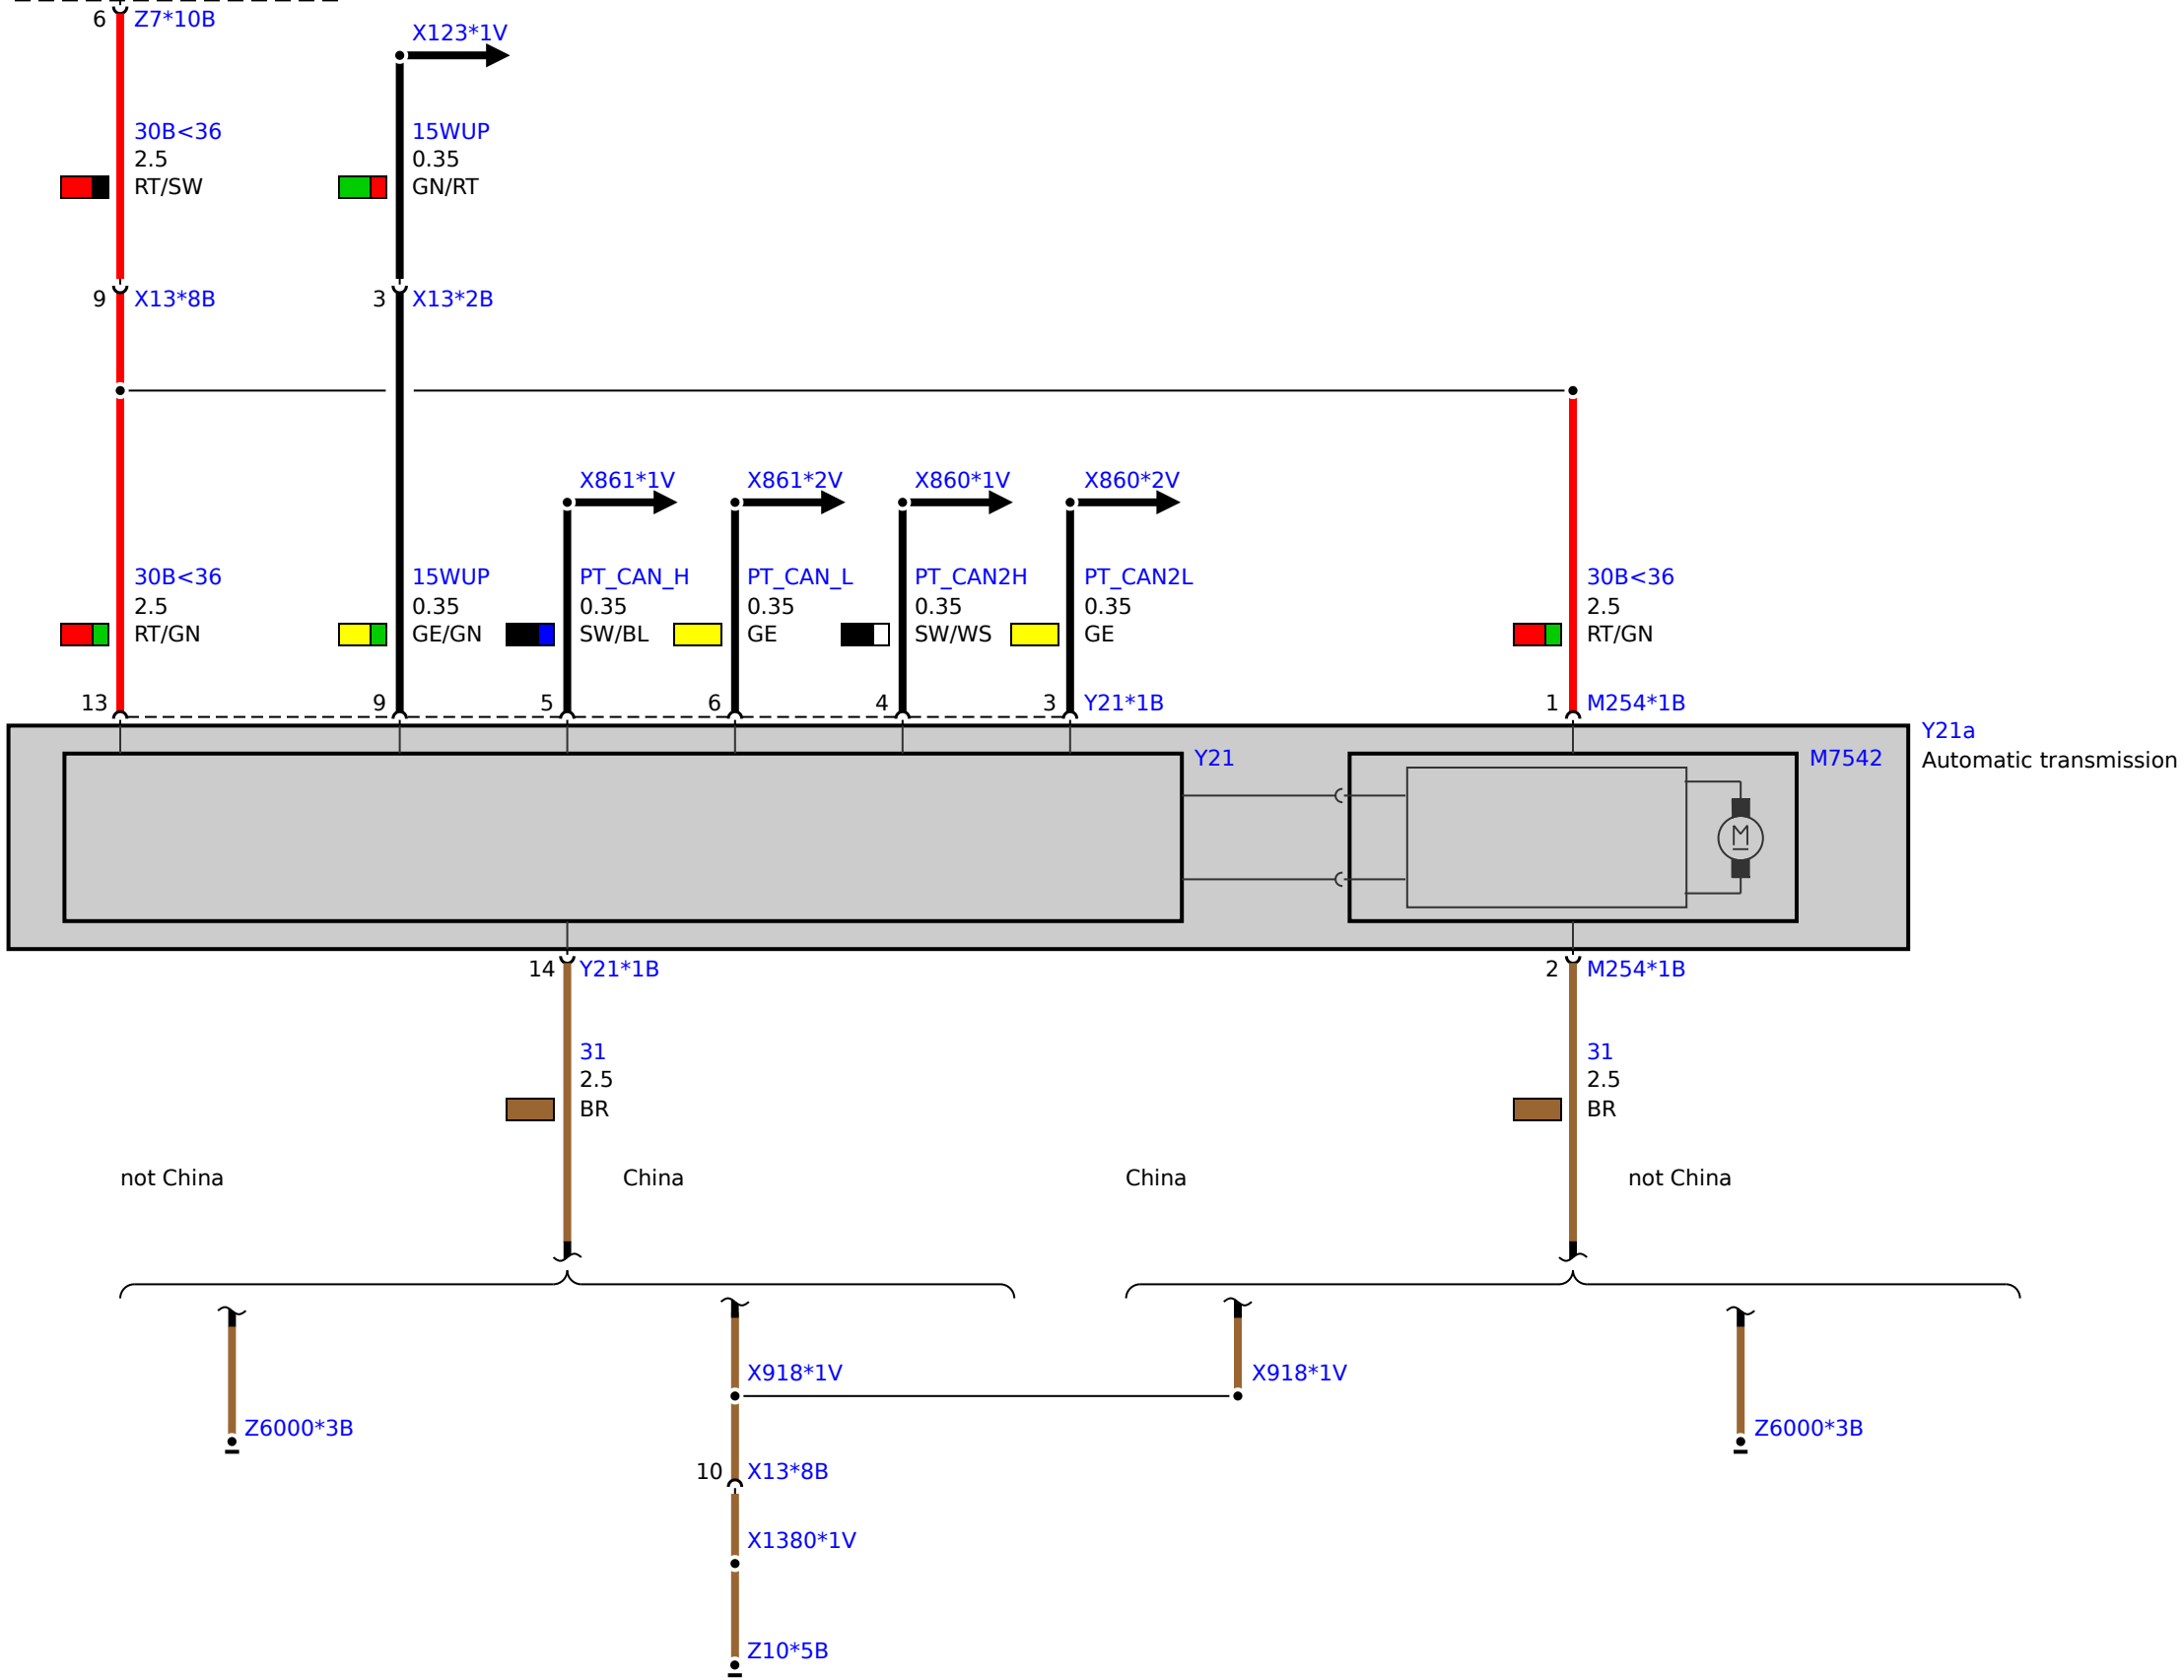 6 Z7*10B
X123*1V
30B<36
2.5
RT/SW
15WUP
0.35
GN/RT
9 X13*8B
3 X13*2B
X861*1V
X861*2V
X860*1V
X860*2V
30B<36
2.5
RT/GN
15WUP
0.35
GE/GN
PT_CAN_H
0.35
SW/BL
PT_CAN_L
0.35
GE
PT_CAN2H
0.35
SW/WS
PT_CAN2L
0.35
GE
30B<36
2.5
RT/GN
13
9
5
6
4
3 Y21*1B
1 M254*1B
Y21a
Automatic transmission
Y21
M7542
M
14 Y21*1B
2 M254*1B
31
2.5
BR
31
2.5
BR
not China
China
China
not China
X918*1V
X918*1V
Z6000*3B
Z6000*3B
10 X13*8B
X1380*1V
Z10*5B